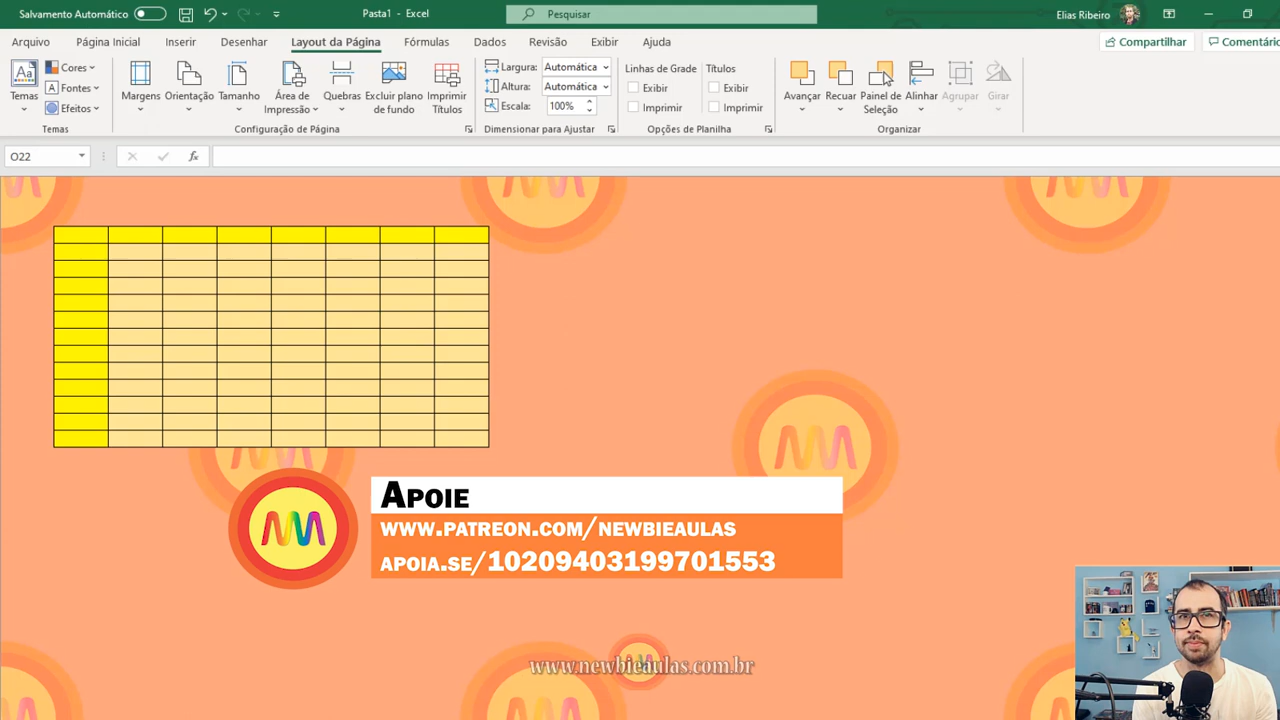 Salvamento Automático
Pasta1 - Excel
Pesquisar
Elias Ribeiro
Arquivo Página Inicial Inserir Desenhar Layout da Página Fórmulas Dados Revisão Exibir Ajuda
Compartilhar
Comentário
Aa
Temas
Cores
Fontes
Efeitos
Temas
Margens
Orientação
Tamanho
Área de
Impressão
Quebras
Excluir plano
de fundo
Imprimir
Títulos
Configuração de Página
Largura: Automática
Altura: Automática
Escala: 100%
Dimensionar para Ajustar
Linhas de Grade
Exibir
Imprimir
Títulos
Exibir
Imprimir
Opções de Planilha
Avançar
Recuar
Painel de
Seleção
Alinhar
Agrupar
Girar
Organizar
O22
fx
Apoie
www.patreon.com/newbieaulas
apoia.se/10209403199701553
www.newbieaulas.com.br